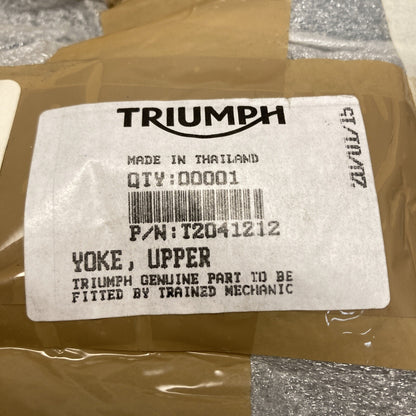 TRIUMPH
MADE IN THAILAND
QTY:00001
P/N:T2041212
YOKE, UPPER
TRIUMPH GENUINE PART TO BE
FITTED BY TRAINED MECHANIC